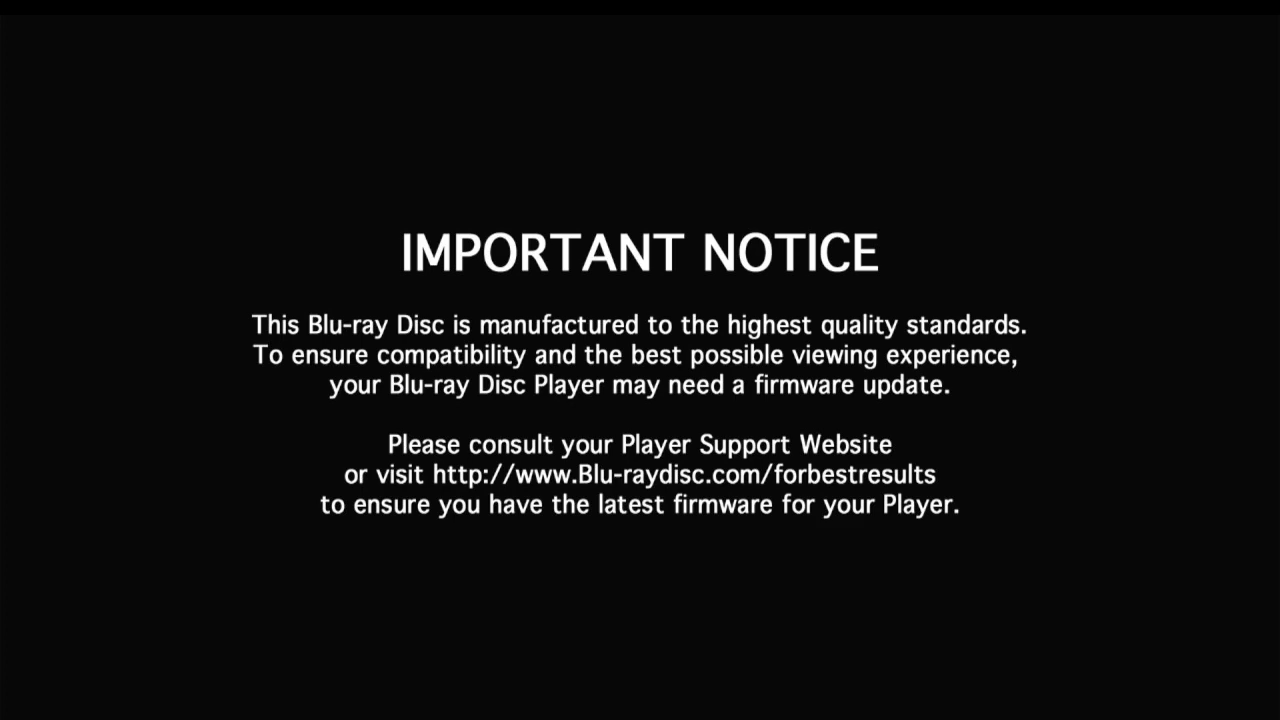 IMPORTANT NOTICE
This Blu-ray Disc is manufactured to the highest quality standards.
To ensure compatibility and the best possible viewing experience,
your Blu-ray Disc Player may need a firmware update.
Please consult your Player Support Website
or visit http://www.Blu-raydisc.com/forbestresults
to ensure you have the latest firmware for your Player.